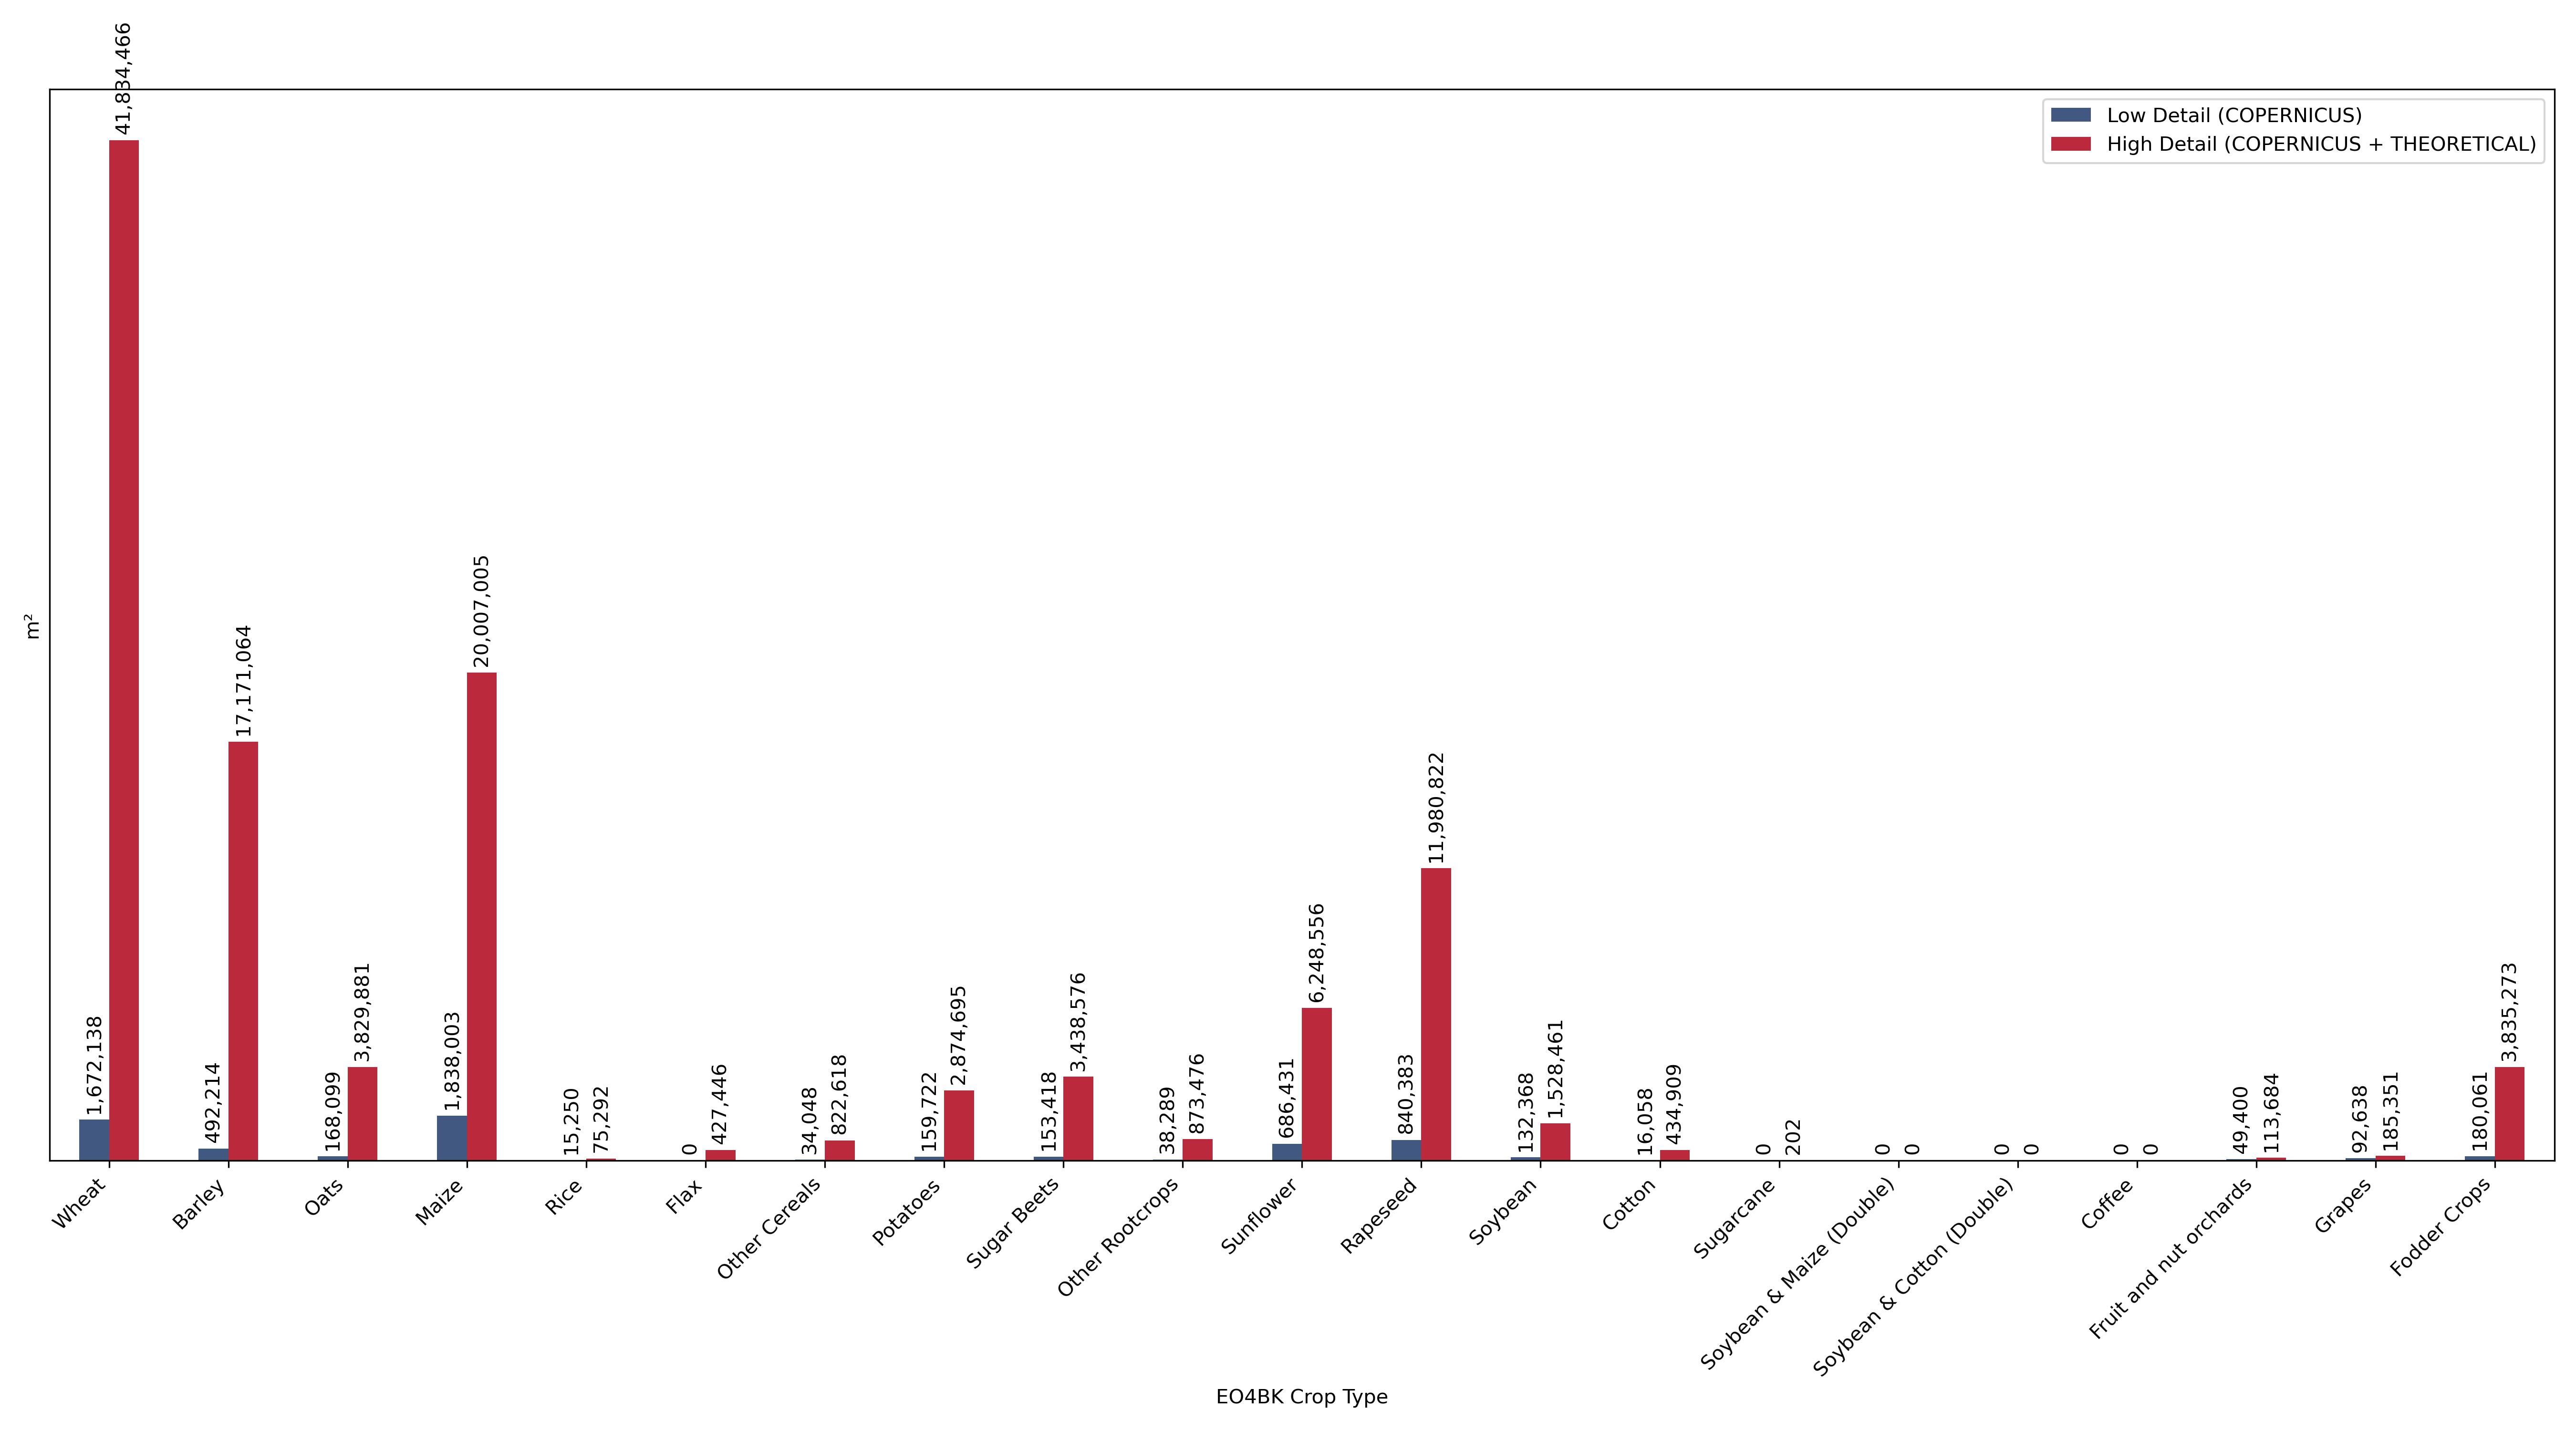 41,834,466
Low Detail (COPERNICUS)
High Detail (COPERNICUS + THEORETICAL)
m²
1,672,138
492,214
17,171,064
168,099
3,829,881
1,838,003
20,007,005
15,250
75,292
0
427,446
34,048
822,618
159,722
2,874,695
153,418
3,438,576
38,289
873,476
686,431
6,248,556
840,383
11,980,822
132,368
1,528,461
16,058
434,909
0
202
0
0
0
0
0
0
49,400
113,684
92,638
185,351
180,061
3,835,273
Wheat
Barley
Oats
Maize
Rice
Flax
Other Cereals
Potatoes
Sugar Beets
Other Rootcrops
Sunflower
Rapeseed
Soybean
Cotton
Sugarcane
Soybean & Maize (Double)
Soybean & Cotton (Double)
Coffee
Fruit and nut orchards
Grapes
Fodder Crops
EO4BK Crop Type